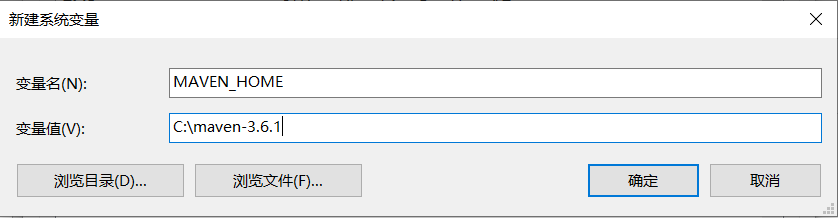 新建系统变量
变量名(N):
MAVEN_HOME
变量值(V):
C:\maven-3.6.1
浏览目录(D)...
浏览文件(F)...
确定
取消